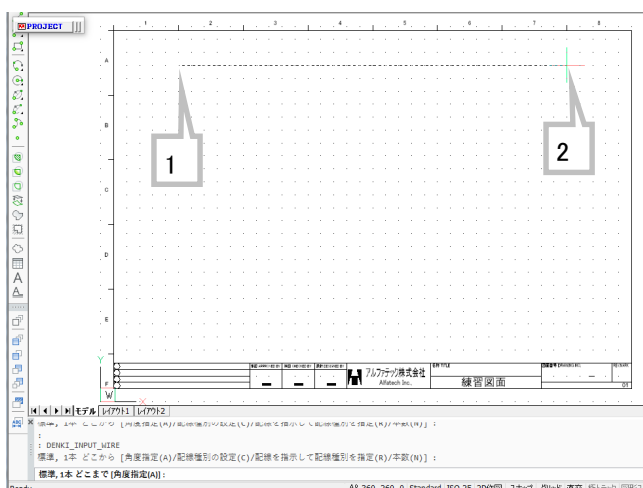 PROJECT
1 2 3 4 5 6 7 8
A
1
2
B
C
D
E
F
Y
W
X
アルファテック株式会社
Alfatech Inc.
名称 TITLE
練習図面
01
モデル レイアウト1 レイアウト2
標準, 1本 どこから [角度指定(A)/配線種別の設定(C)/配線を指示して配線種別を指定(R)/本数(N)] :
:
: DENKI_INPUT_WIRE
標準, 1本 どこから [角度指定(A)/配線種別の設定(C)/配線を指示して配線種別を指定(R)/本数(N)] :
標準, 1本 どこまで [角度指定(A)] :